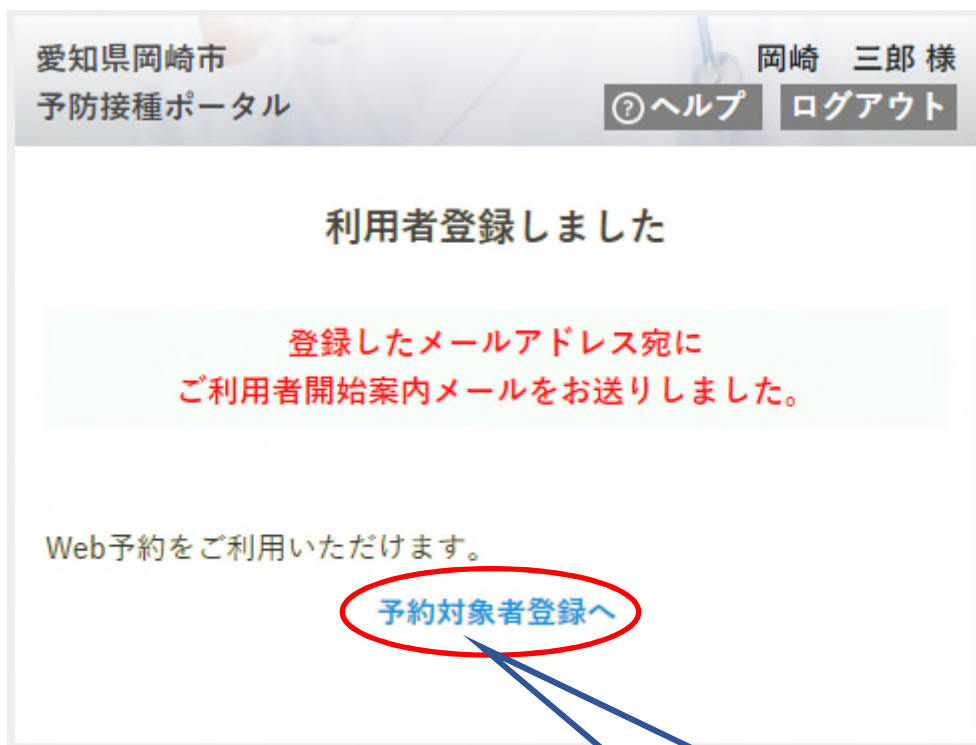 愛知県岡崎市
岡崎　三郎 様
予防接種ポータル
?ヘルプ
ログアウト
利用者登録しました
登録したメールアドレス宛に
ご利用者開始案内メールをお送りしました。
Web予約をご利用いただけます。
予約対象者登録へ